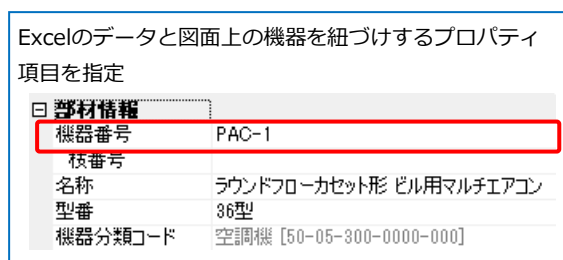 Excelのデータと図面上の機器を紐づけするプロパティ
項目を指定
部材情報
機器番号 PAC-1
枝番号
名称 ラウンドフローカセット形 ビル用マルチエアコン
型番 36型
機器分類コード 空調機 [50-05-300-0000-000]